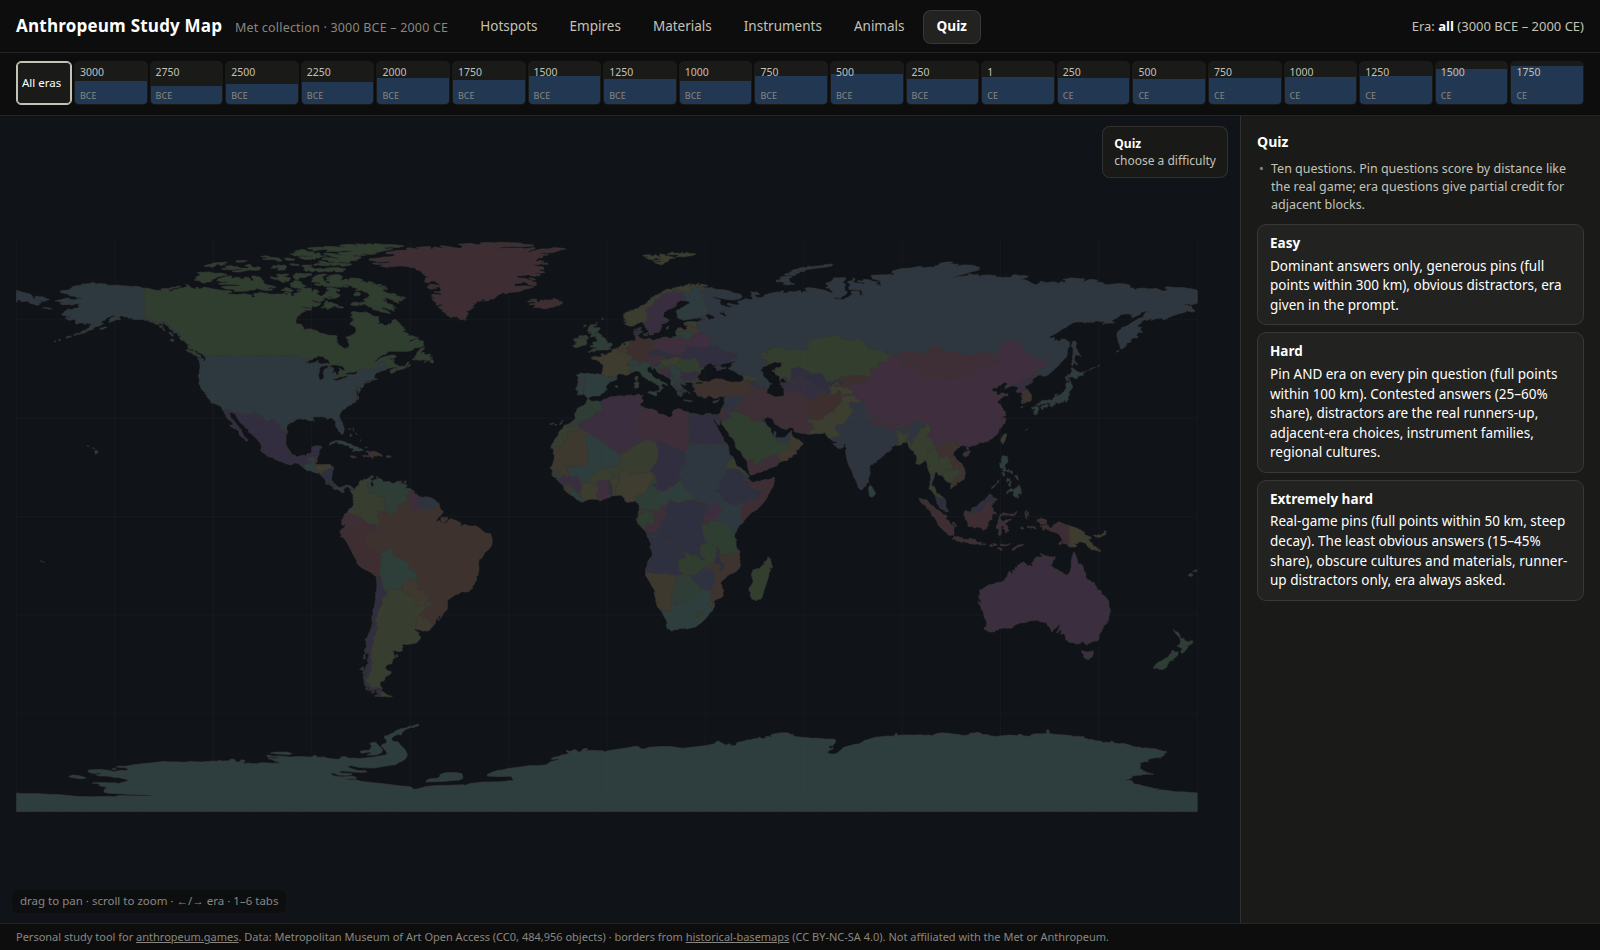 Anthropeum Study Map Met collection · 3000 BCE – 2000 CE Hotspots Empires Materials Instruments Animals Quiz Era: all (3000 BCE – 2000 CE)
All eras 3000 BCE 2750 BCE 2500 BCE 2250 BCE 2000 BCE 1750 BCE 1500 BCE 1250 BCE 1000 BCE 750 BCE 500 BCE 250 BCE 1 CE 250 CE 500 CE 750 CE 1000 CE 1250 CE 1500 CE 1750 CE
Quiz
choose a difficulty
Quiz
• Ten questions. Pin questions score by distance like
the real game; era questions give partial credit for
adjacent blocks.
Easy
Dominant answers only, generous pins (full
points within 300 km), obvious distractors, era
given in the prompt.
Hard
Pin AND era on every pin question (full points
within 100 km). Contested answers (25–60%
share), distractors are the real runners-up,
adjacent-era choices, instrument families,
regional cultures.
Extremely hard
Real-game pins (full points within 50 km, steep
decay). The least obvious answers (15–45%
share), obscure cultures and materials, runner-
up distractors only, era always asked.
drag to pan · scroll to zoom · ←/→ era · 1–6 tabs
Personal study tool for anthropeum.games. Data: Metropolitan Museum of Art Open Access (CC0, 484,956 objects) · borders from historical-basemaps (CC BY-NC-SA 4.0). Not affiliated with the Met or Anthropeum.